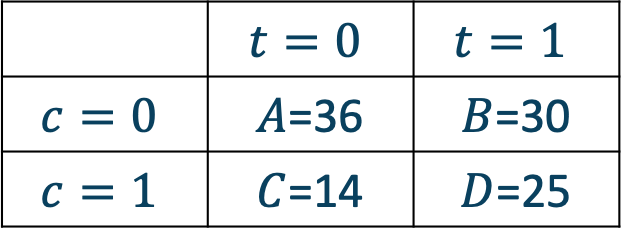 t = 0 t = 1
c = 0 A=36 B=30
c = 1 C=14 D=25